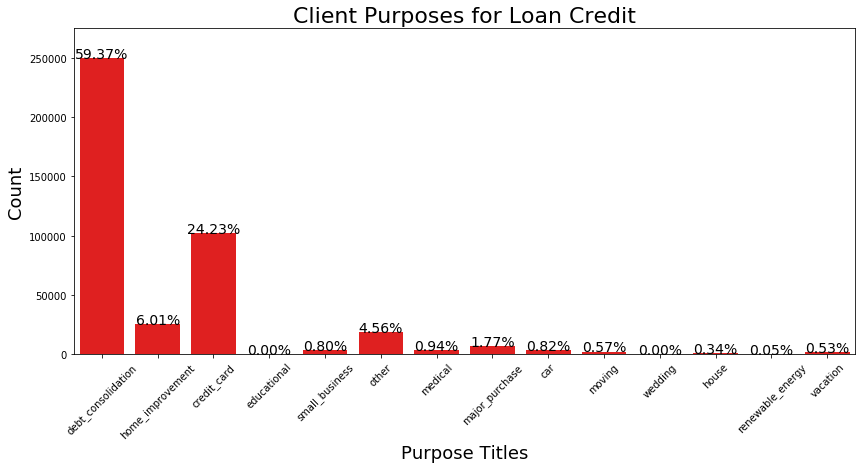 Client Purposes for Loan Credit
Count
250000
200000
150000
100000
50000
0
59.37%
6.01%
24.23%
0.00%
0.80%
4.56%
0.94%
1.77%
0.82%
0.57%
0.00%
0.34%
0.05%
0.53%
debt_consolidation
home_improvement
credit_card
educational
small_business
other
medical
major_purchase
car
moving
wedding
house
renewable_energy
vacation
Purpose Titles